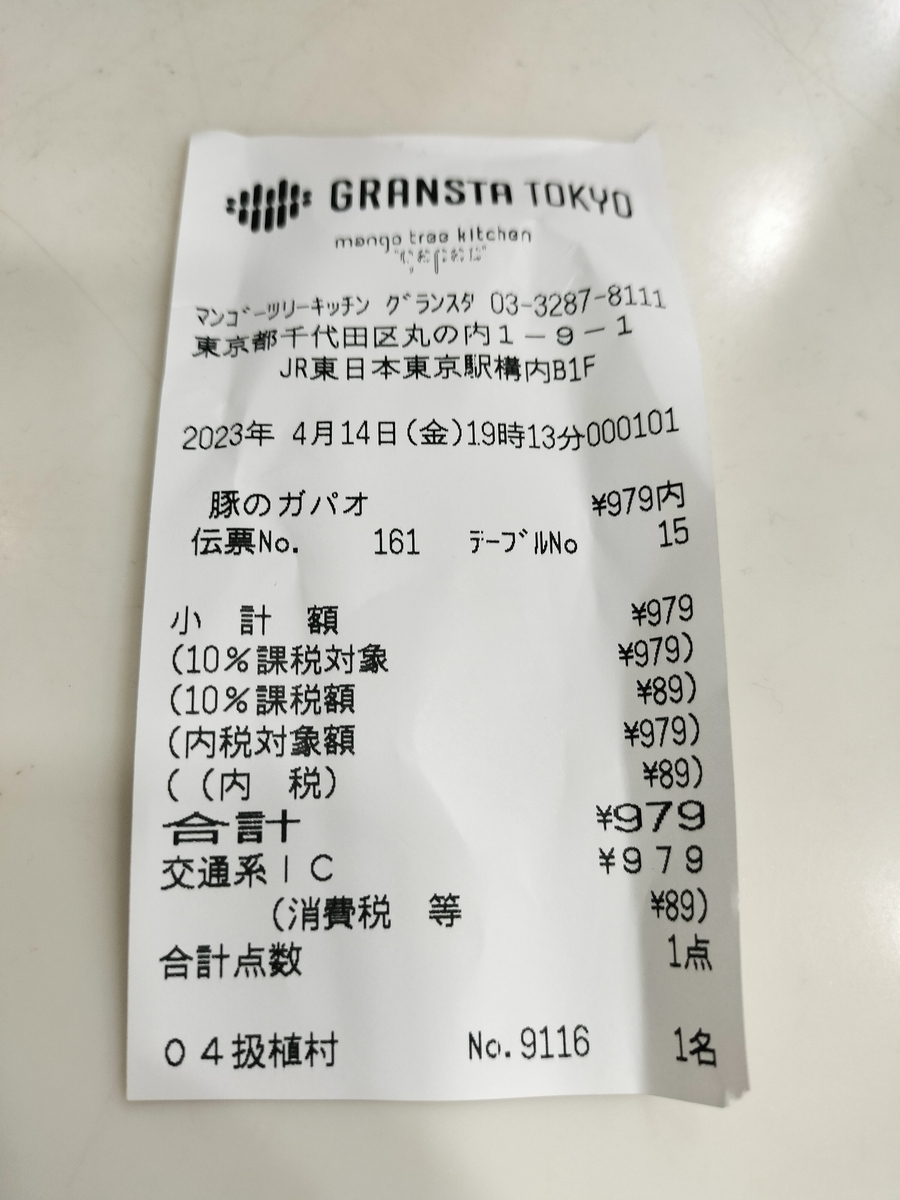 GRANSTA TOKYO
mango tree kitchen
"gapao"
マンゴーツリーキッチン グランスタ 03-3287-8111
東京都千代田区丸の内1-9-1
JR東日本東京駅構内B1F
2023年 4月14日(金)19時13分000101
豚のガパオ ¥979内
伝票No. 161 テーブルNo 15
小 計 額 ¥979
(10%課税対象 ¥979)
(10%課税額 ¥89)
(内税対象額 ¥979)
((内 税) ¥89)
合計 ¥979
交通系IC ¥979
(消費税 等 ¥89)
合計点数 1点
04扱植村 No.9116 1名